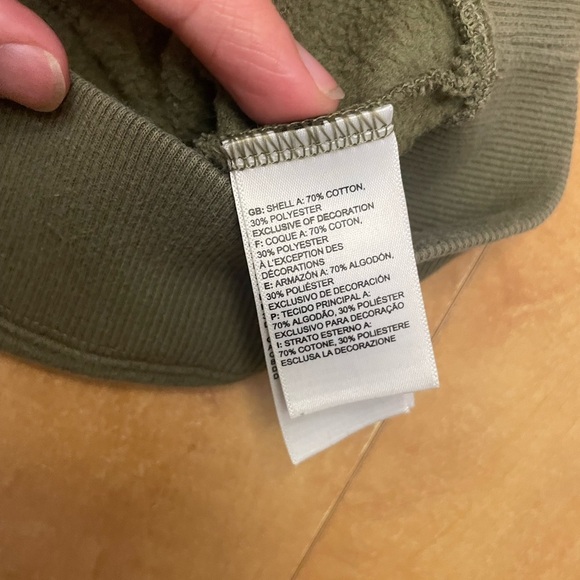 GB: SHELL A: 70% COTTON,
30% POLYESTER
EXCLUSIVE OF DECORATION
F: COQUE A: 70% COTON,
30% POLYESTER
À L'EXCEPTION DES
DÉCORATIONS
E: ARMAZÓN A: 70% ALGODÓN,
30% POLIÉSTER
EXCLUSIVO DE DECORACIÓN
P: TECIDO PRINCIPAL A:
70% ALGODÃO, 30% POLIÉSTER
EXCLUSIVO PARA DECORAÇÃO
I: STRATO ESTERNO A:
70% COTONE, 30% POLIESTERE
ESCLUSA LA DECORAZIONE